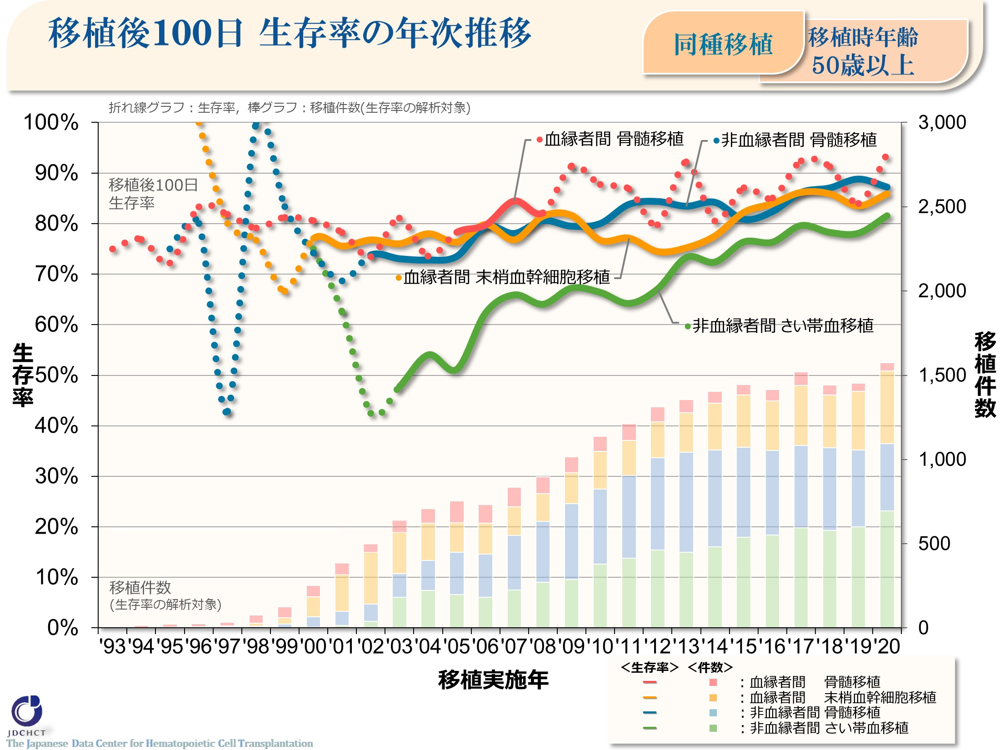 移植後100日 生存率の年次推移
同種移植
移植時年齢
50歳以上
折れ線グラフ：生存率，棒グラフ：移植件数(生存率の解析対象)
100%
90%
80%
70%
60%
50%
40%
30%
20%
10%
0%
生存率
移植後100日
生存率
血縁者間 骨髄移植
非血縁者間 骨髄移植
血縁者間 末梢血幹細胞移植
非血縁者間 さい帯血移植
移植件数
(生存率の解析対象)
3,000
2,500
2,000
1,500
1,000
500
0
移植件数
'93 '94 '95 '96 '97 '98 '99 '00 '01 '02 '03 '04 '05 '06 '07 '08 '09 '10 '11 '12 '13 '14 '15 '16 '17 '18 '19 '20
移植実施年
＜生存率＞ ＜件数＞
：血縁者間 骨髄移植
：血縁者間 末梢血幹細胞移植
：非血縁者間 骨髄移植
：非血縁者間 さい帯血移植
JDCHCT
The Japanese Data Center for Hematopoietic Cell Transplantation